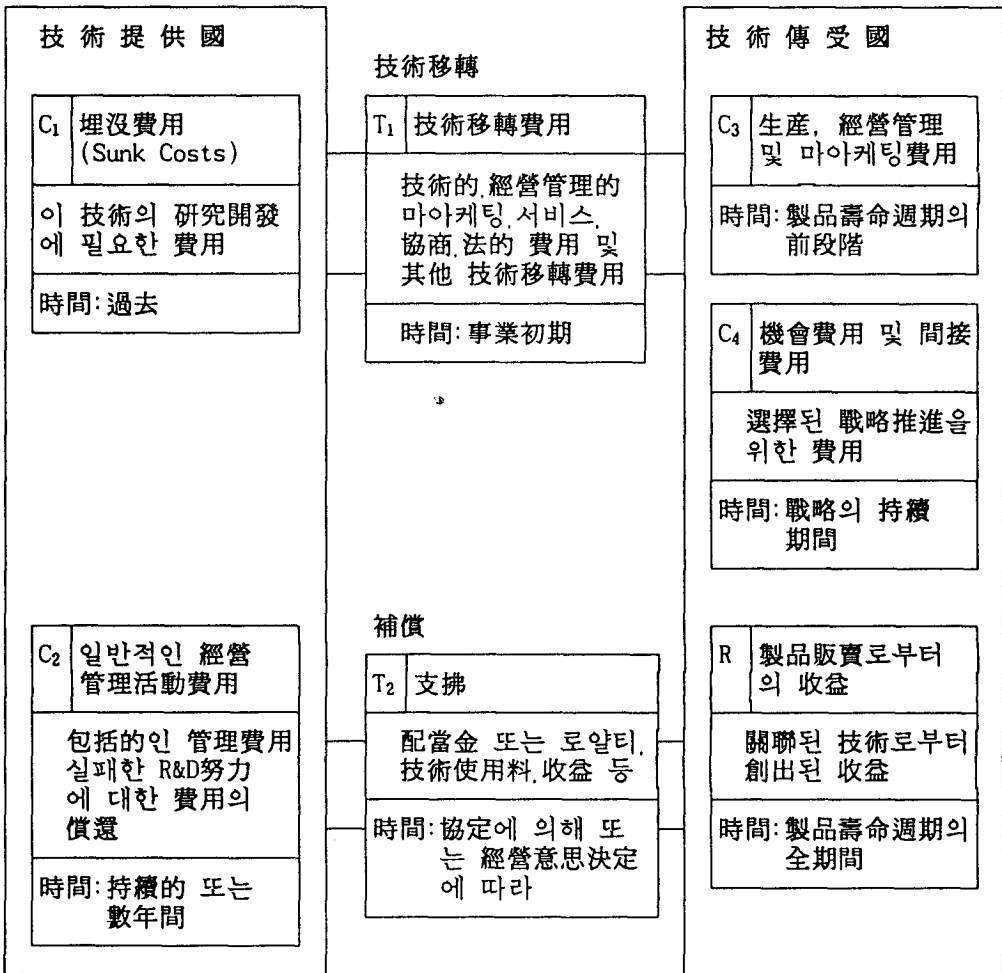 技 術 提 供 國
C₁ 埋沒費用
(Sunk Costs)
이 技術의 硏究開發
에 필요한 費用
時間:過去
C₂ 일반적인 經營
管理活動費用
包括的인 管理費用
실패한 R&D努力
에 대한 費用의
償還
時間:持續的 또는
數年間
技術移轉
T₁ 技術移轉費用
技術的,經營管理的
마아케팅,서비스,
協商,法的 費用 및
其他 技術移轉費用
時間:事業初期
補償
T₂ 支拂
配當金 또는 로얄티,
技術使用料,收益 등
時間:協定에 의해 또
는 經營意思決定
에 따라
技 術 傳 受 國
C₃ 生産, 經營管理
및 마아케팅費用
時間:製品壽命週期의
前段階
C₄ 機會費用 및 間接
費用
選擇된 戰略推進을
위한 費用
時間:戰略의 持續
期間
R 製品販賣로부터
의 收益
關聯된 技術로부터
創出된 收益
時間:製品壽命週期의
全期間